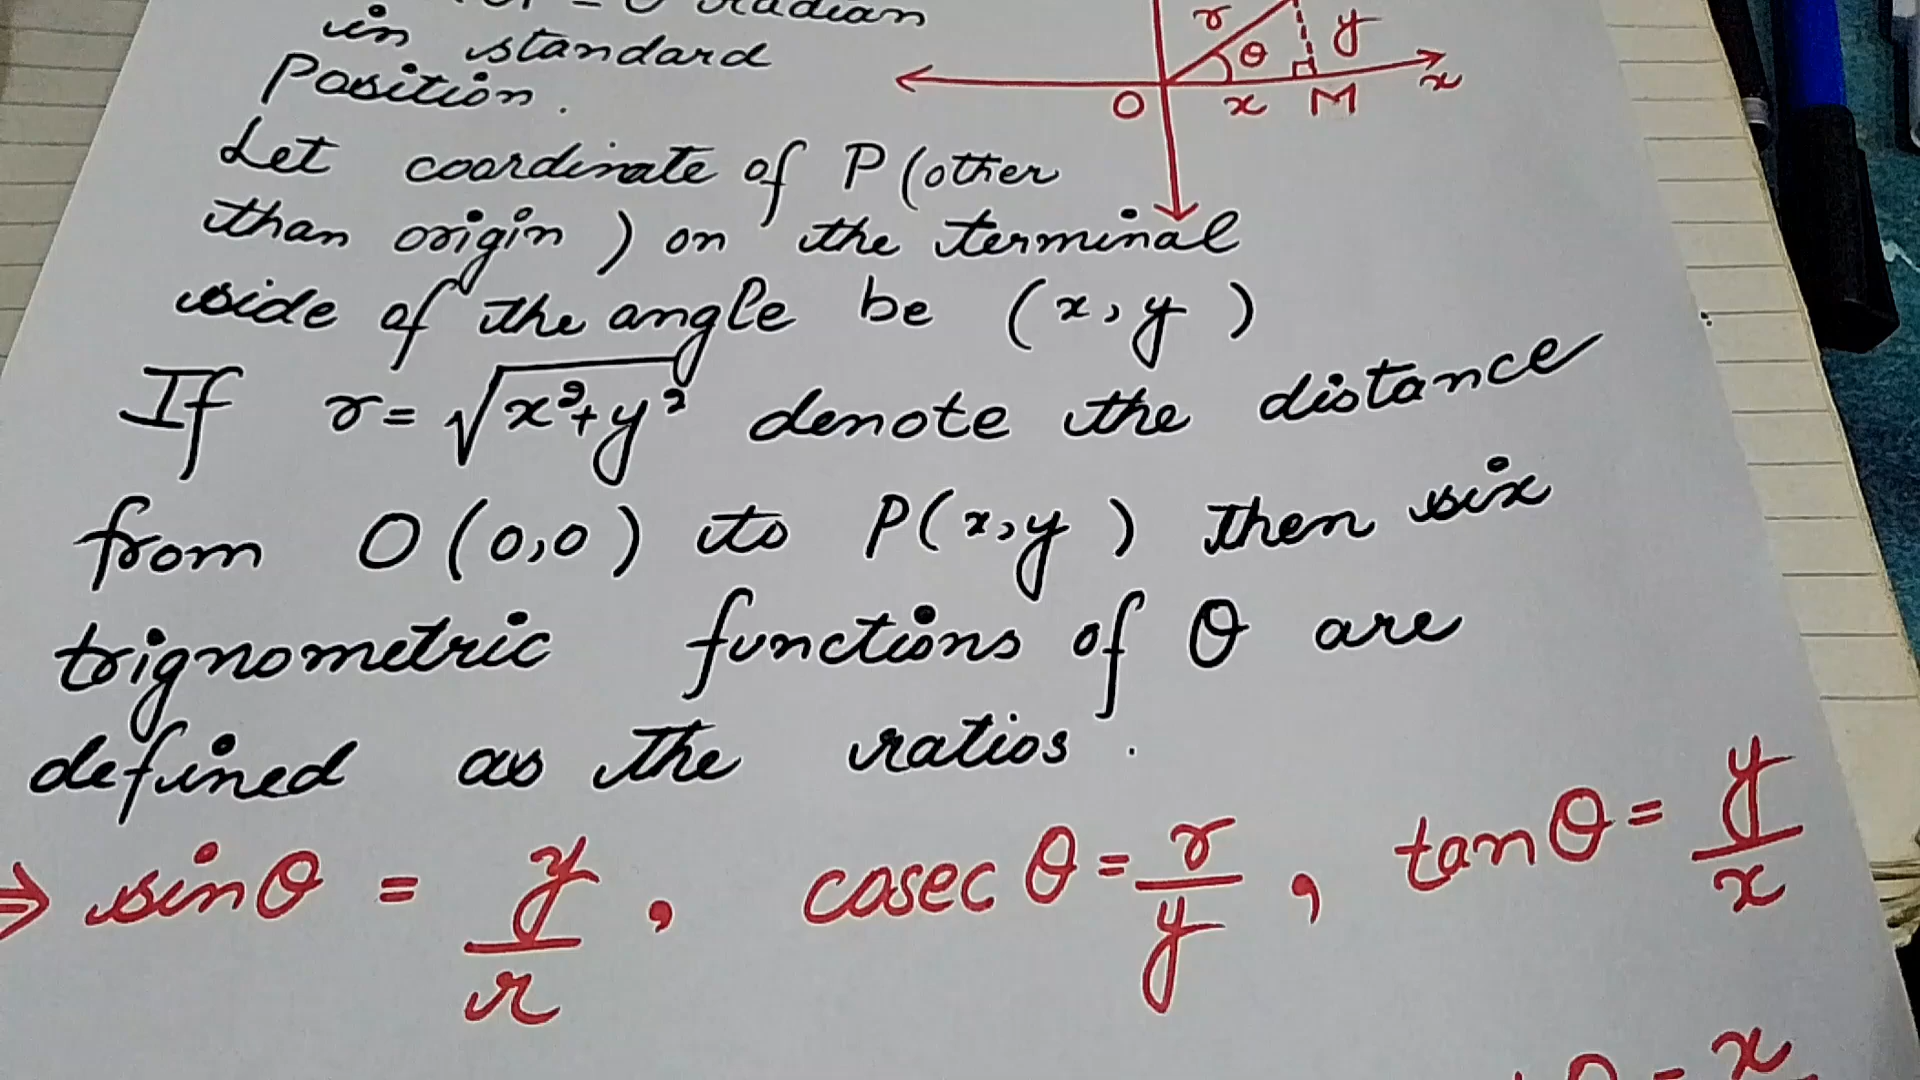 = θ radian
in standard
Position.
r
θ
y
O
x
M
x
Let coordinate of P (other
than origin) on the terminal
side of the angle be (x, y)
If r = √x²+y² denote the distance
from O(0,0) to P(x,y) then six
trignometric functions of θ are
defined as the ratios.
⇒ sinθ = y/r, cosec θ = r/y, tanθ = y/x
θ = x